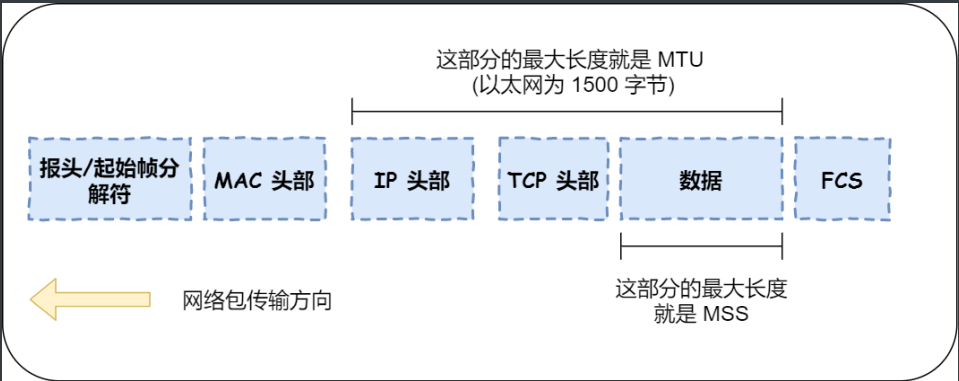 这部分的最大长度就是 MTU
(以太网为 1500 字节)
报头/起始帧分
解符
MAC 头部
IP 头部
TCP 头部
数据
FCS
这部分的最大长度
就是 MSS
网络包传输方向